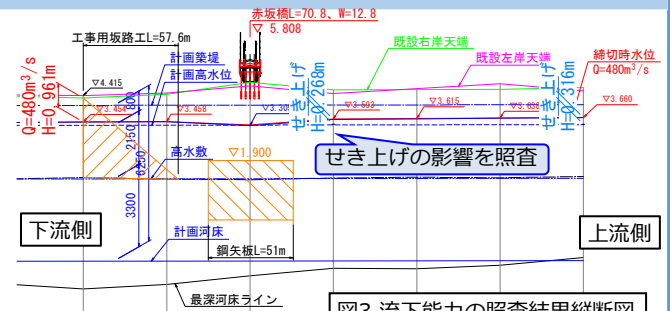 赤坂橋L=70.8、W=12.8
▽ 5.808
工事用坂路工L=57.6m
計画築堤
計画高水位
既設右岸天端
既設左岸天端
締切時水位
Q=480m³/s
Q=480m³/s
H=0.961m
▽4.415
▽3.454
▽3.458
せき上げ
H=0.268m
▽3.593
▽3.615
せき上げ
H=0.316m
▽3.660
800
2150
6250
3300
高水敷
▽1.900
せき上げの影響を照査
下流側
上流側
計画河床
鋼矢板L=51m
最深河床ライン
図3 流下能力の照査結果縦断図